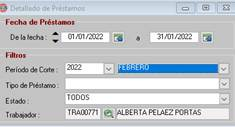 Detallado de Préstamos
Fecha de Préstamos
De la fecha : 01/01/2022 a 31/01/2022
Filtros
Período de Corte : 2022 FEBRERO
Tipo de Préstamo :
Estado : TODOS
Trabajador : TRA00771 ALBERTA PELAEZ PORTAS